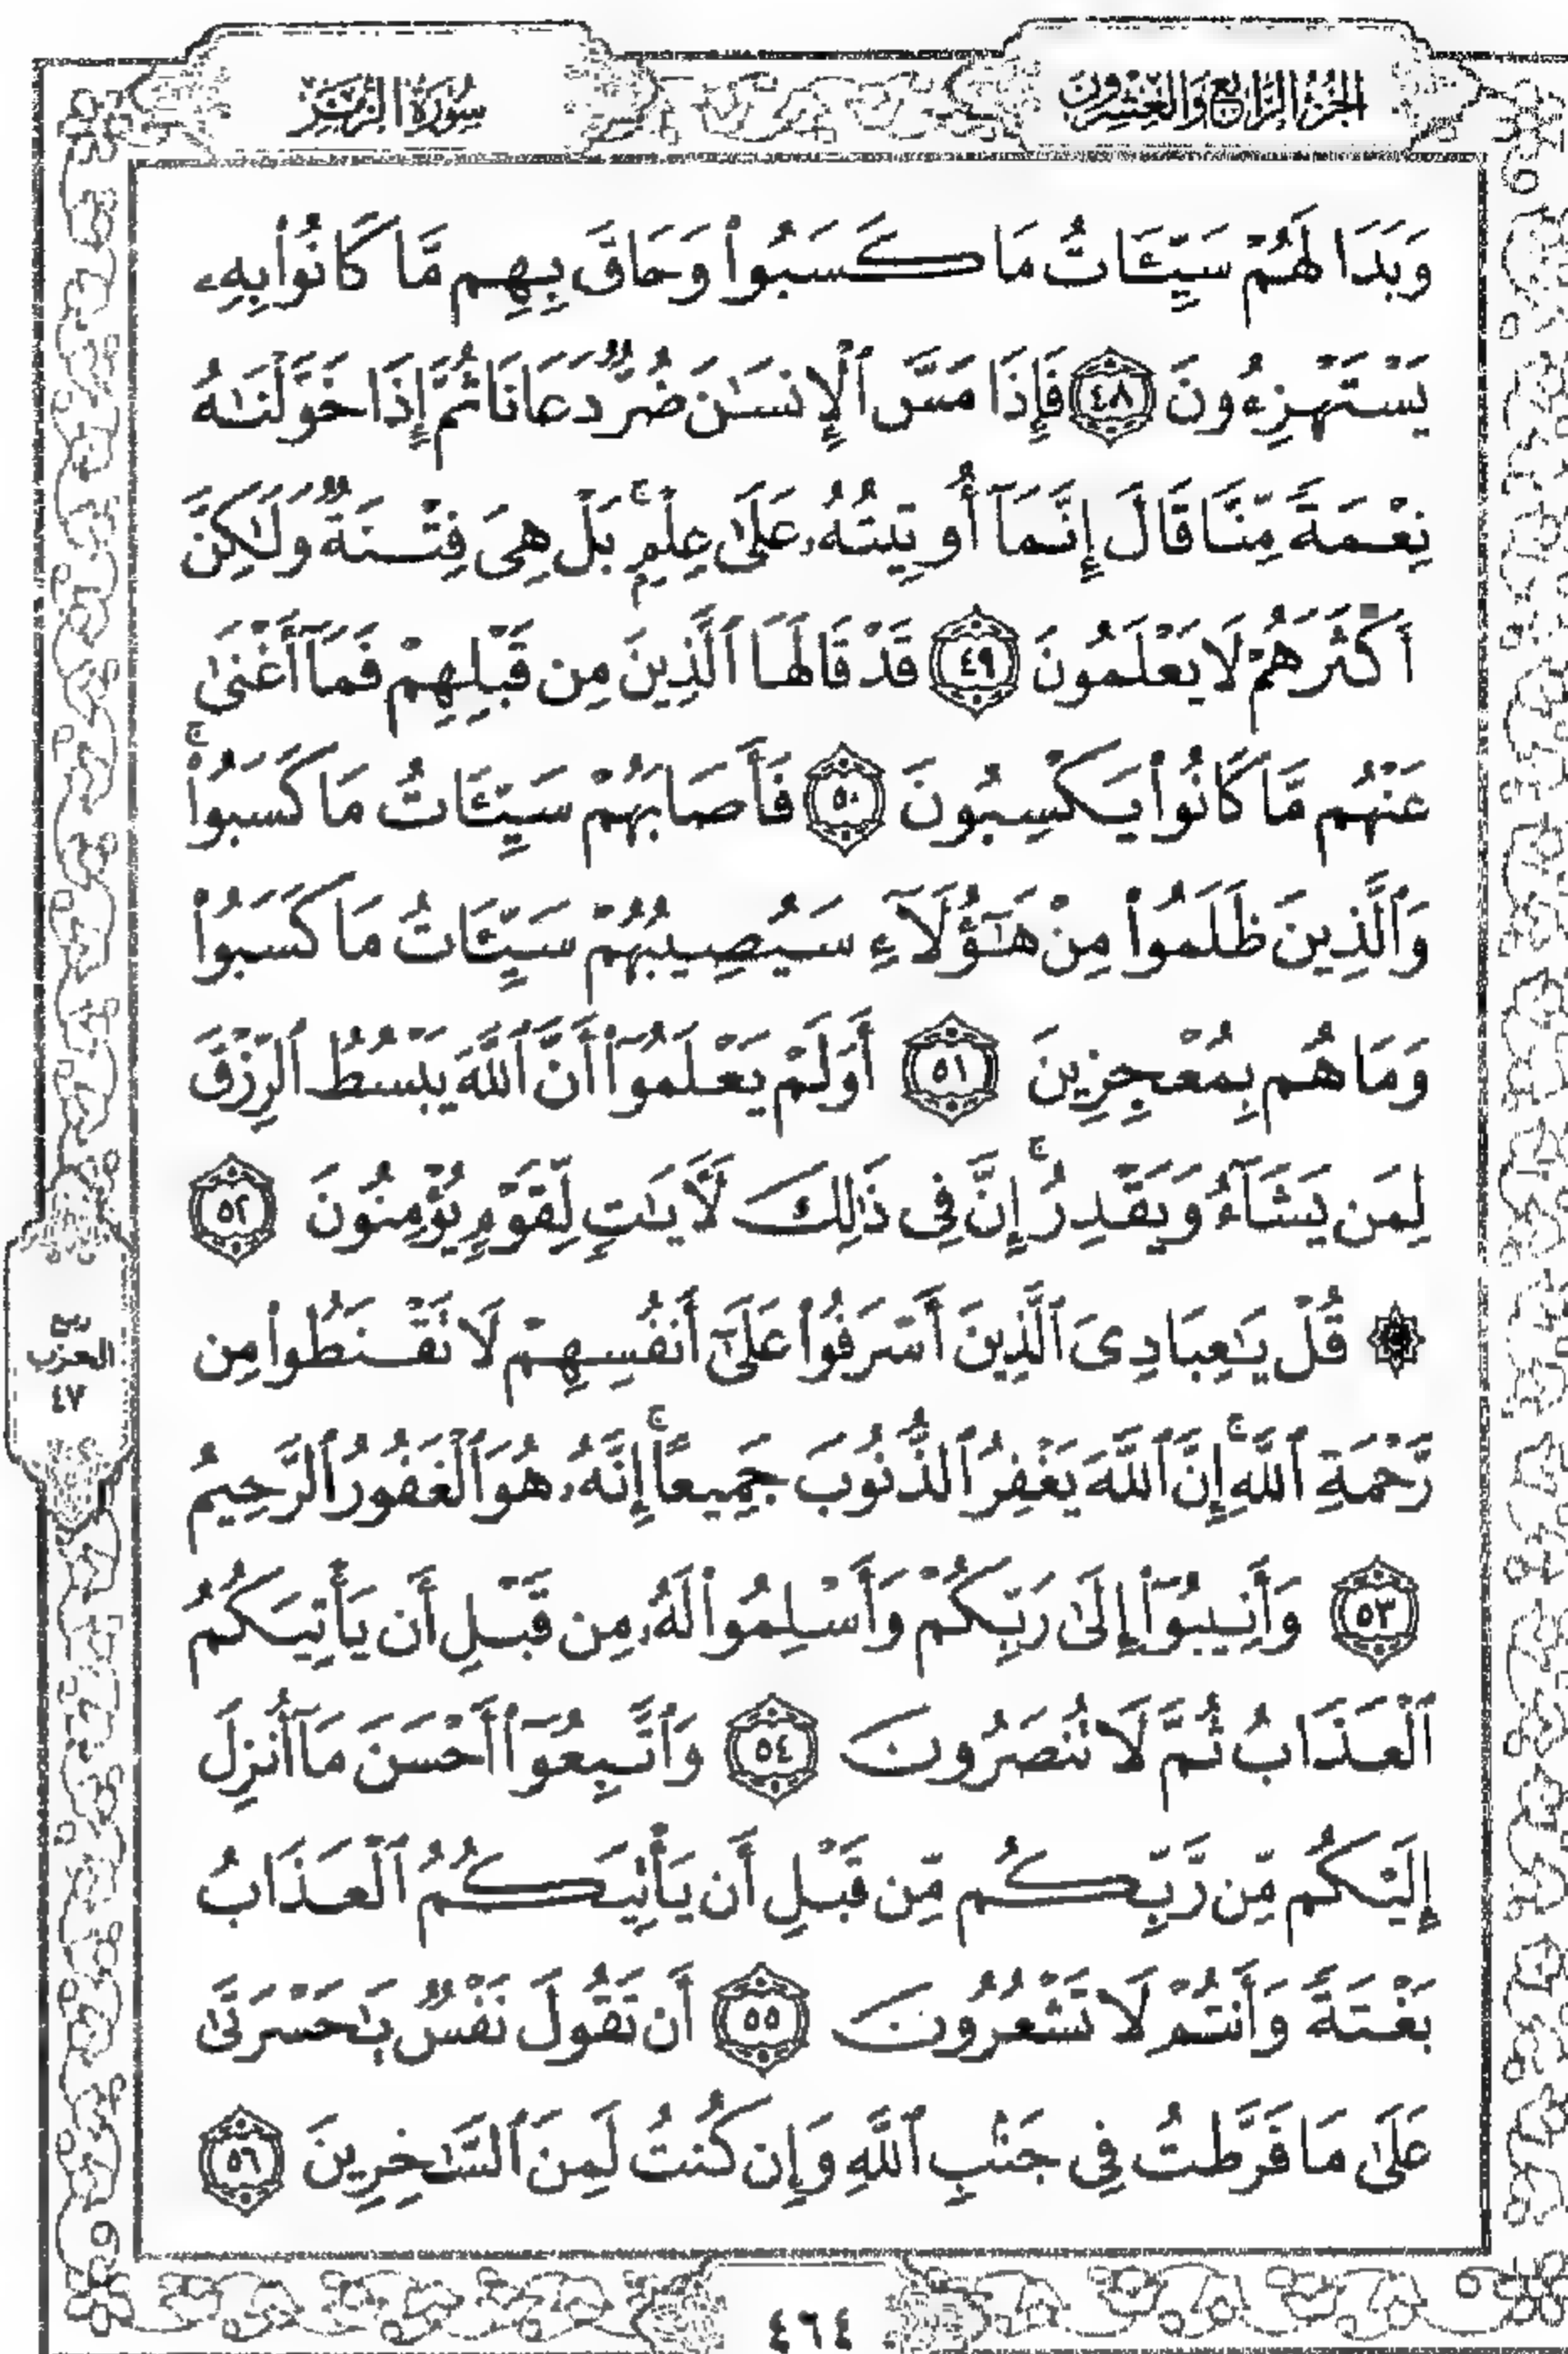 الجزء الرابع والعشرون
سورة الزمر
وَبَدَا لَهُمْ سَيِّـَٔاتُ مَا كَسَبُوا۟ وَحَاقَ بِهِم مَّا كَانُوا۟ بِهِۦ
يَسْتَهْزِءُونَ ٤٨ فَإِذَا مَسَّ ٱلْإِنسَـٰنَ ضُرٌّ دَعَانَا ثُمَّ إِذَا خَوَّلْنَـٰهُ
نِعْمَةً مِّنَّا قَالَ إِنَّمَآ أُوتِيتُهُۥ عَلَىٰ عِلْمٍۭ ۚ بَلْ هِىَ فِتْنَةٌ وَلَـٰكِنَّ
أَكْثَرَهُمْ لَا يَعْلَمُونَ ٤٩ قَدْ قَالَهَا ٱلَّذِينَ مِن قَبْلِهِمْ فَمَآ أَغْنَىٰ
عَنْهُم مَّا كَانُوا۟ يَكْسِبُونَ ٥٠ فَأَصَابَهُمْ سَيِّـَٔاتُ مَا كَسَبُوا۟ ۚ
وَٱلَّذِينَ ظَلَمُوا۟ مِنْ هَـٰٓؤُلَآءِ سَيُصِيبُهُمْ سَيِّـَٔاتُ مَا كَسَبُوا۟
وَمَا هُم بِمُعْجِزِينَ ٥١ أَوَلَمْ يَعْلَمُوٓا۟ أَنَّ ٱللَّهَ يَبْسُطُ ٱلرِّزْقَ
لِمَن يَشَآءُ وَيَقْدِرُ ۚ إِنَّ فِى ذَٰلِكَ لَـَٔايَـٰتٍ لِّقَوْمٍ يُؤْمِنُونَ ٥٢
۞ قُلْ يَـٰعِبَادِىَ ٱلَّذِينَ أَسْرَفُوا۟ عَلَىٰٓ أَنفُسِهِمْ لَا تَقْنَطُوا۟ مِن
رَّحْمَةِ ٱللَّهِ ۚ إِنَّ ٱللَّهَ يَغْفِرُ ٱلذُّنُوبَ جَمِيعًا ۚ إِنَّهُۥ هُوَ ٱلْغَفُورُ ٱلرَّحِيمُ
٥٣ وَأَنِيبُوٓا۟ إِلَىٰ رَبِّكُمْ وَأَسْلِمُوا۟ لَهُۥ مِن قَبْلِ أَن يَأْتِيَكُمُ
ٱلْعَذَابُ ثُمَّ لَا تُنصَرُونَ ٥٤ وَٱتَّبِعُوٓا۟ أَحْسَنَ مَآ أُنزِلَ
إِلَيْكُم مِّن رَّبِّكُم مِّن قَبْلِ أَن يَأْتِيَكُمُ ٱلْعَذَابُ
بَغْتَةً وَأَنتُمْ لَا تَشْعُرُونَ ٥٥ أَن تَقُولَ نَفْسٌ يَـٰحَسْرَتَىٰ
عَلَىٰ مَا فَرَّطتُ فِى جَنۢبِ ٱللَّهِ وَإِن كُنتُ لَمِنَ ٱلسَّـٰخِرِينَ ٥٦
ربع
الحزب
٤٧
٤٦٤